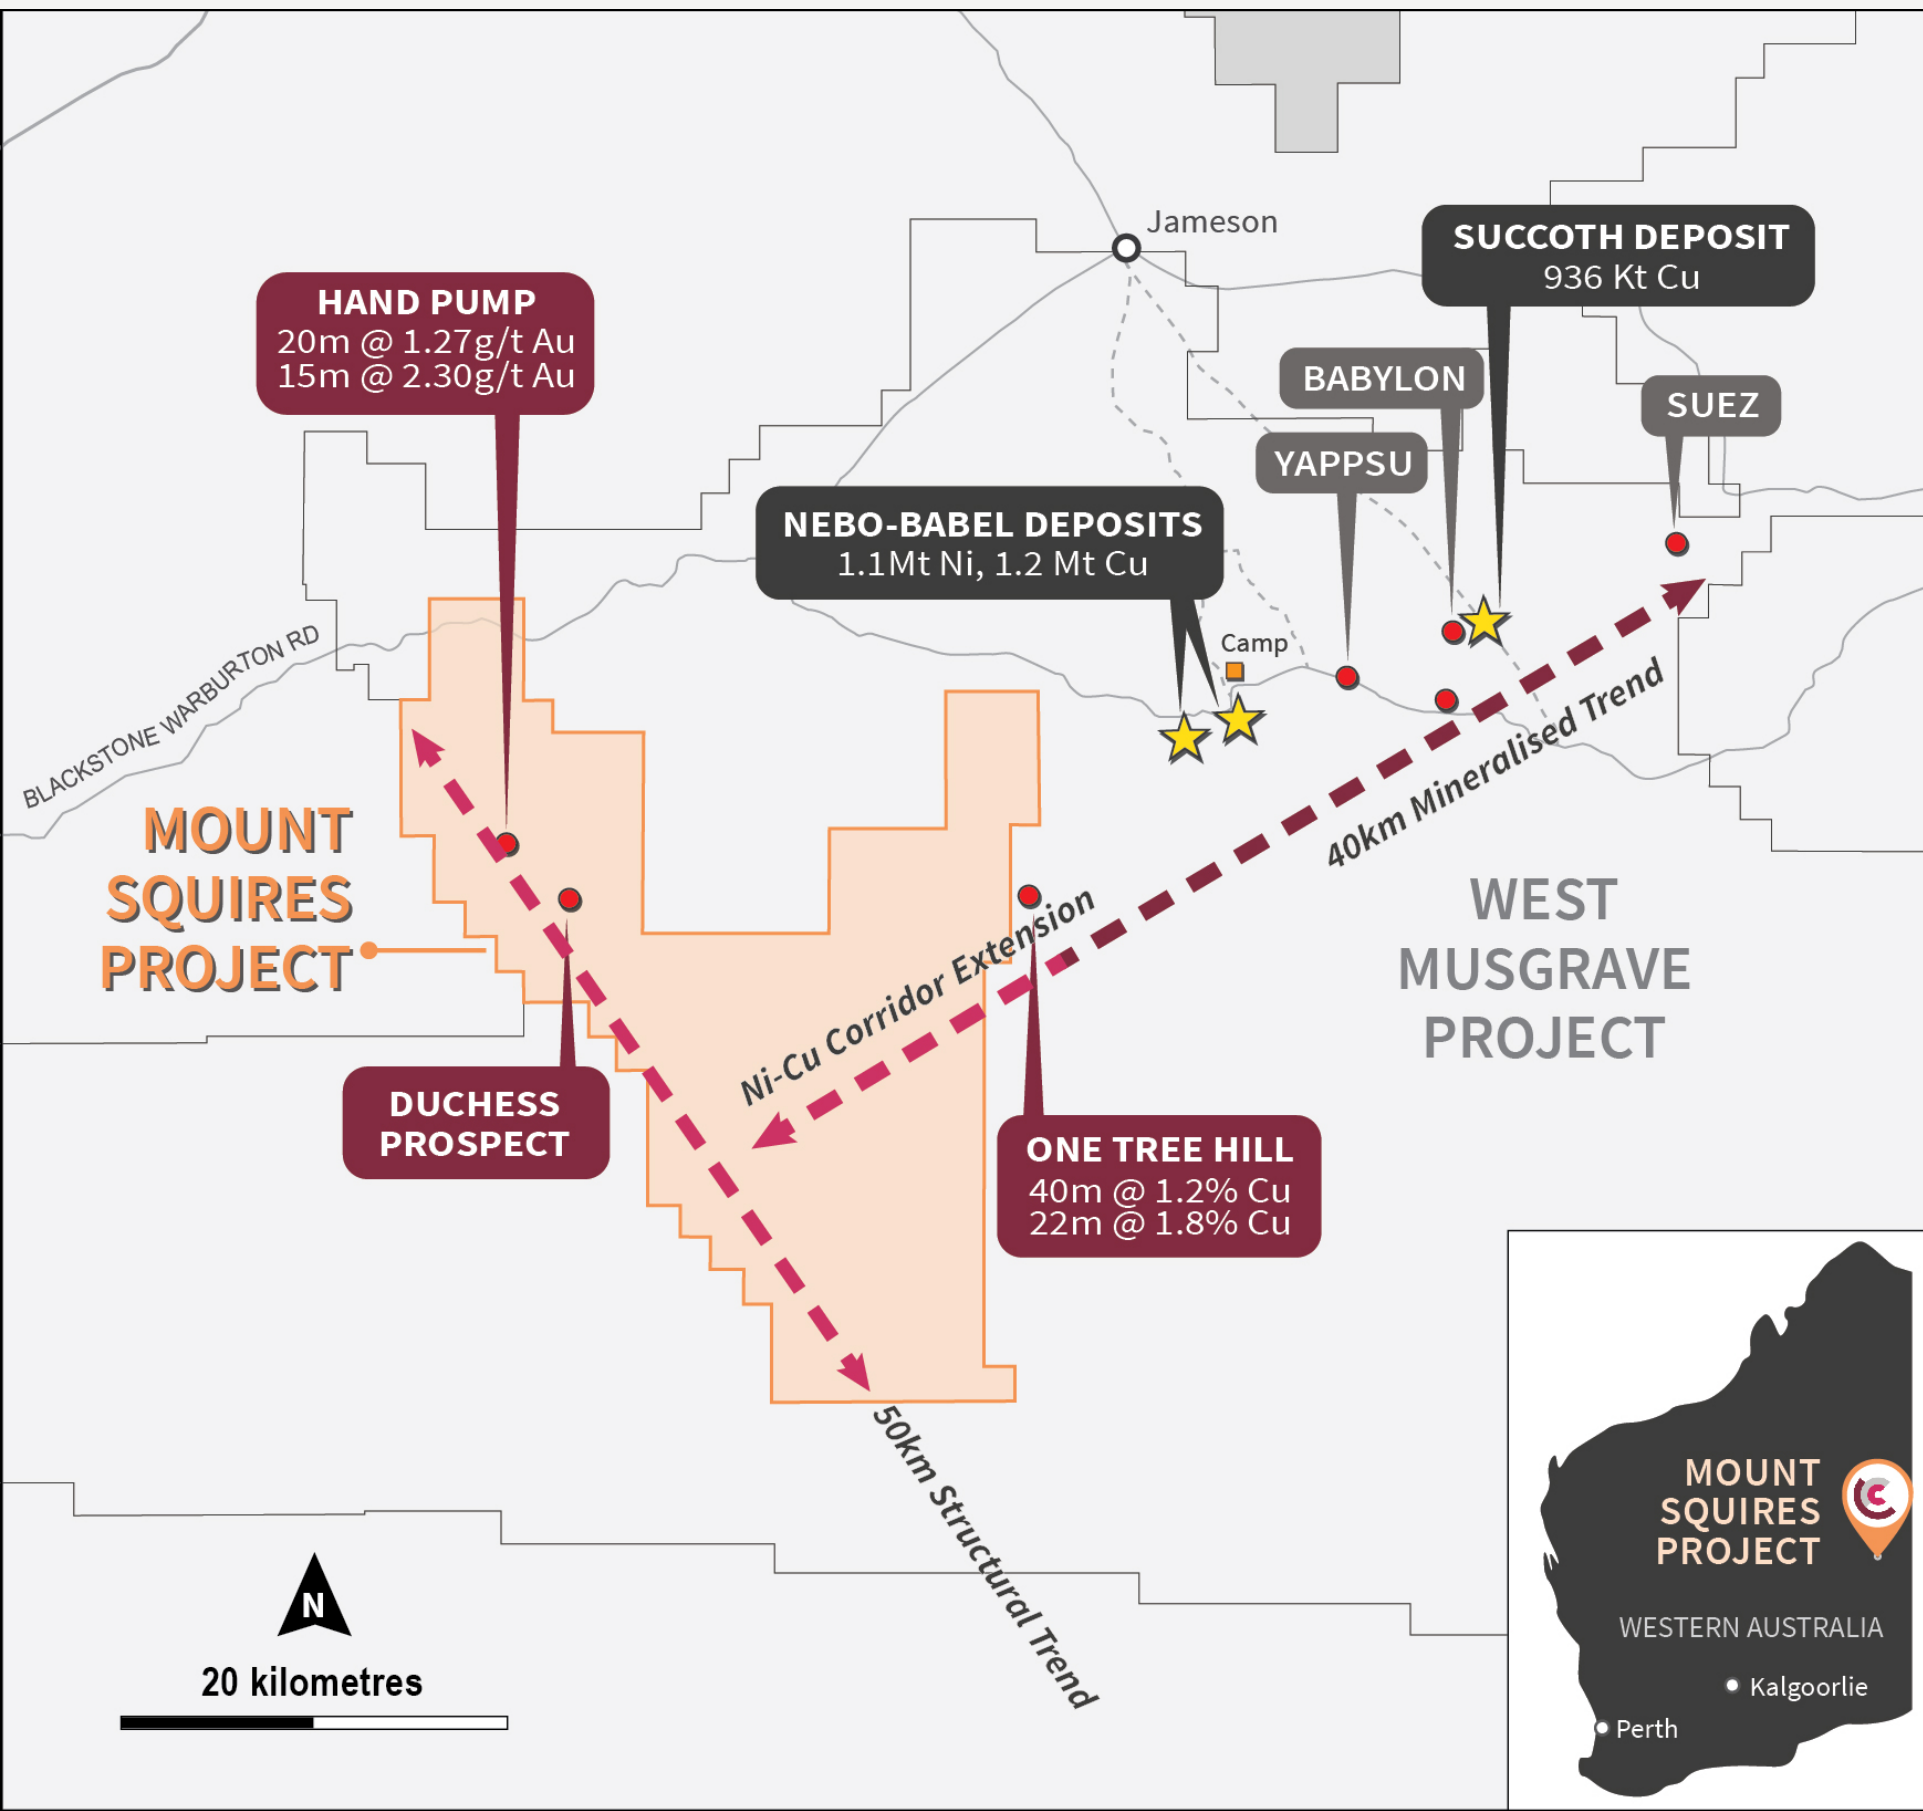 Jameson
SUCCOTH DEPOSIT
936 Kt Cu
HAND PUMP
20m @ 1.27g/t Au
15m @ 2.30g/t Au
BABYLON
SUEZ
YAPPSU
NEBO-BABEL DEPOSITS
1.1Mt Ni, 1.2 Mt Cu
Camp
BLACKSTONE WARBURTON RD
40km Mineralised Trend
MOUNT
SQUIRES
PROJECT
WEST
MUSGRAVE
PROJECT
Ni-Cu Corridor Extension
DUCHESS
PROSPECT
ONE TREE HILL
40m @ 1.2% Cu
22m @ 1.8% Cu
50km Structural Trend
N
20 kilometres
MOUNT
SQUIRES
PROJECT
WESTERN AUSTRALIA
Kalgoorlie
Perth